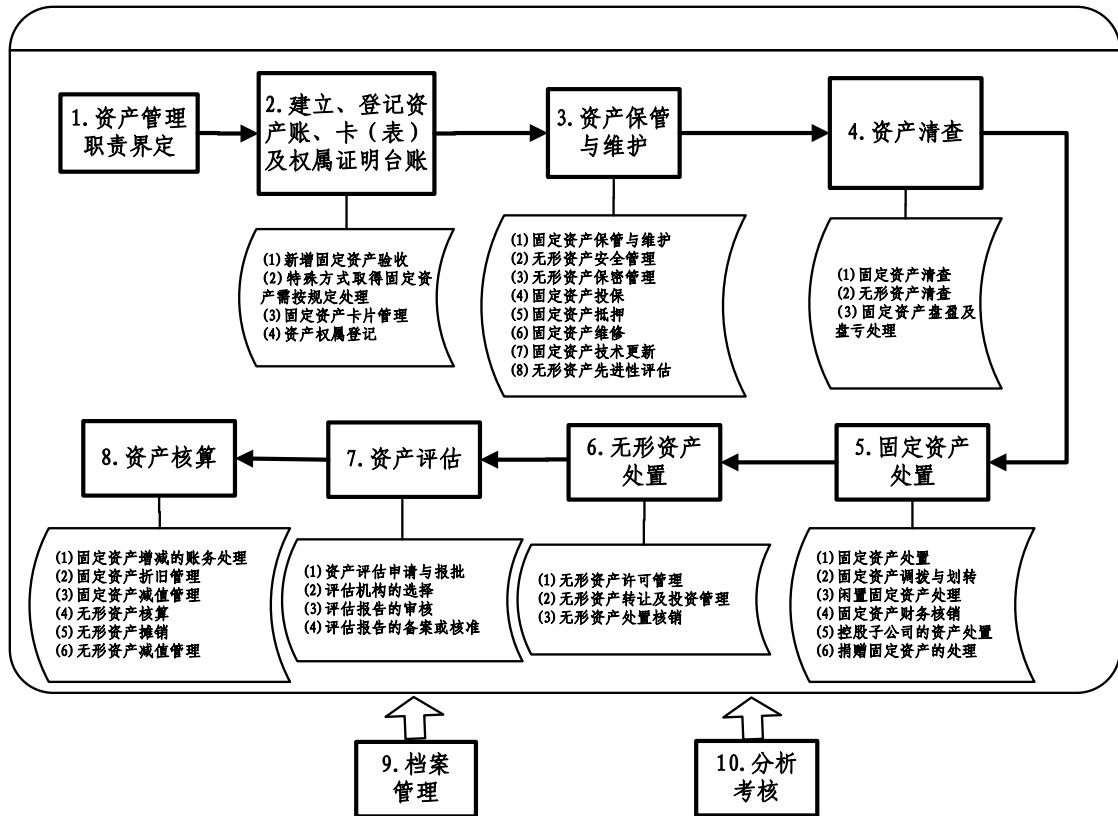 1.资产管理
职责界定
2.建立、登记资
产账、卡（表）
及权属证明台账
3.资产保管
与维护
4.资产清查
(1)新增固定资产验收
(2)特殊方式取得固定资
产需按规定处理
(3)固定资产卡片管理
(4)资产权属登记
(1)固定资产保管与维护
(2)无形资产安全管理
(3)无形资产保密管理
(4)固定资产投保
(5)固定资产抵押
(6)固定资产维修
(7)固定资产技术更新
(8)无形资产先进性评估
(1)固定资产清查
(2)无形资产清查
(3)固定资产盘盈及
盘亏处理
8.资产核算
7.资产评估
6.无形资产
处置
5.固定资产
处置
(1)固定资产增减的账务处理
(2)固定资产折旧管理
(3)固定资产减值管理
(4)无形资产核算
(5)无形资产摊销
(6)无形资产减值管理
(1)资产评估申请与报批
(2)评估机构的选择
(3)评估报告的审核
(4)评估报告的备案或核准
(1)无形资产许可管理
(2)无形资产转让及投资管理
(3)无形资产处置核销
(1)固定资产处置
(2)固定资产调拨与划转
(3)闲置固定资产处理
(4)固定资产财务核销
(5)控股子公司的资产处置
(6)捐赠固定资产的处理
9.档案
管理
10.分析
考核